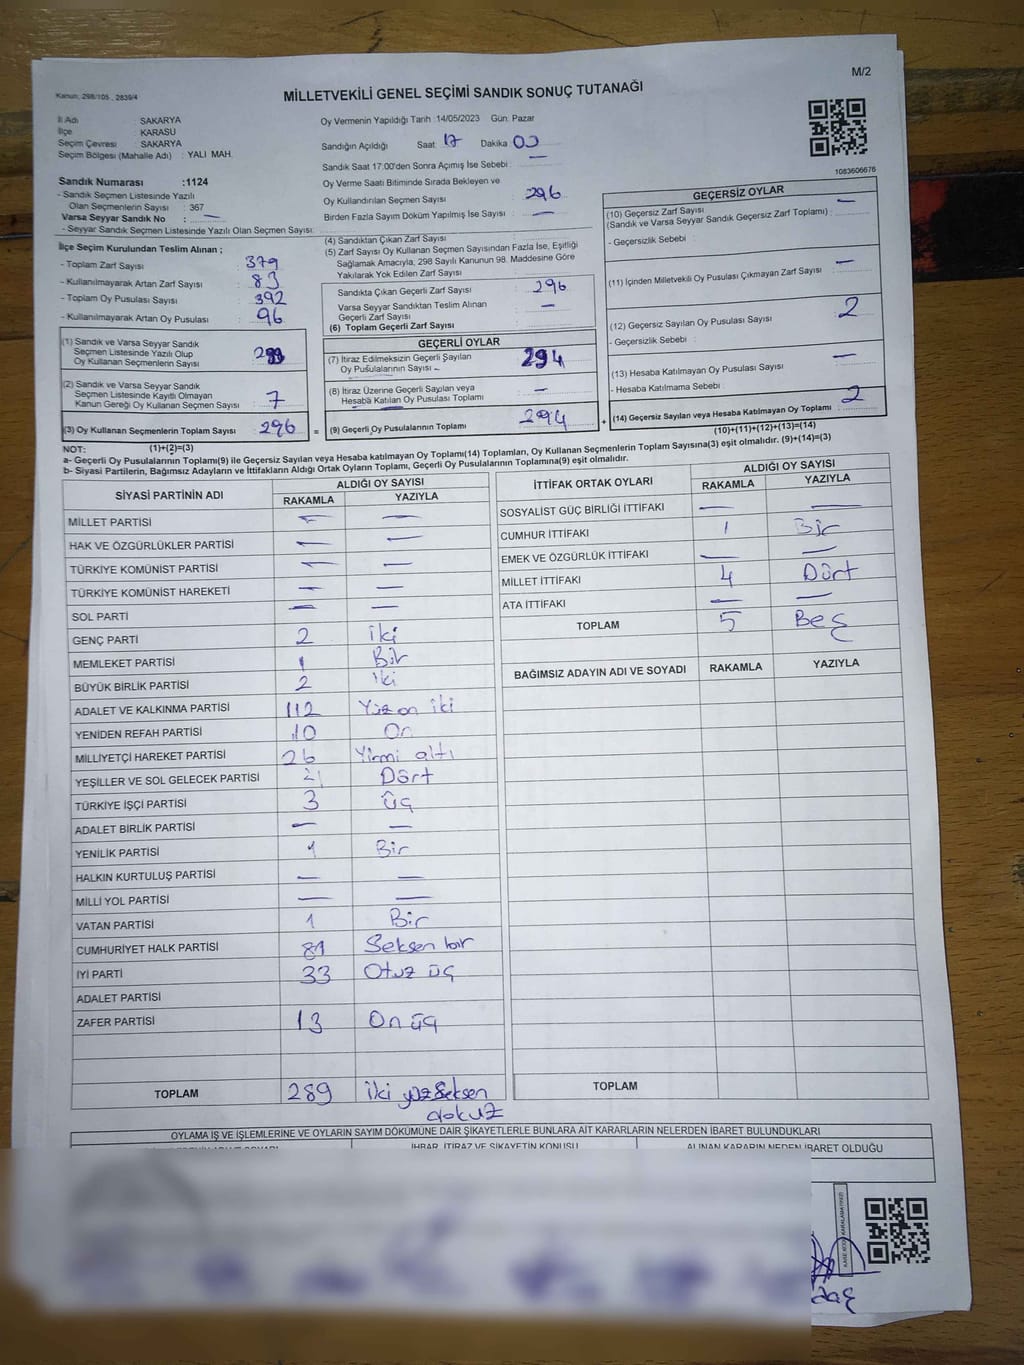 M/2
Kanun, 298/105 , 2839/4
MİLLETVEKİLİ GENEL SEÇİMİ SANDIK SONUÇ TUTANAĞI
İl Adı SAKARYA
İlçe KARASU
Seçim Çevresi : SAKARYA
Seçim Bölgesi (Mahalle Adı) : YALI MAH.
Oy Vermenin Yapıldığı Tarih :14/05/2023 Gün: Pazar
Sandığın Açıldığı Saat 17 Dakika 00
Sandık Saat 17:00'den Sonra Açımış İse Sebebi : —
1083606676
Sandık Numarası :1124
- Sandık Seçmen Listesinde Yazılı
Olan Seçmenlerin Sayısı : 367
Varsa Seyyar Sandık No : —
- Seyyar Sandık Seçmen Listesinde Yazılı Olan Seçmen Sayısı:
Oy Verme Saati Bitiminde Sırada Bekleyen ve
Oy Kullandırılan Seçmen Sayısı 296
Birden Fazla Sayım Döküm Yapılmış İse Sayısı : —
İlçe Seçim Kurulundan Teslim Alınan ;
- Toplam Zarf Sayısı : 379
- Kullanılmayarak Artan Zarf Sayısı : 83
- Toplam Oy Pusulası Sayısı : 392
- Kullanılmayarak Artan Oy Pusulası : 96
(1) Sandık ve Varsa Seyyar Sandık
Seçmen Listesinde Yazılı Olup
Oy Kullanan Seçmenlerin Sayısı
(2) Sandık ve Varsa Seyyar Sandık
Seçmen Listesinde Kayıtlı Olmayan
Kanun Gereği Oy Kullanan Seçmen Sayısı : 7
(3) Oy Kullanan Seçmenlerin Toplam Sayısı : 296
(4) Sandıktan Çıkan Zarf Sayısı
(5) Zarf Sayısı Oy Kullanan Seçmen Sayısından Fazla İse, Eşitliği
Sağlamak Amacıyla, 298 Sayılı Kanunun 98. Maddesine Göre
Yakılarak Yok Edilen Zarf Sayısı
Sandıkta Çıkan Geçerli Zarf Sayısı : 296
Varsa Seyyar Sandıktan Teslim Alınan
Geçerli Zarf Sayısı : —
(6) Toplam Geçerli Zarf Sayısı
GEÇERLİ OYLAR
(7) İtiraz Edilmeksizin Geçerli Sayılan
Oy Pusulalarının Sayısı 294
(8) İtiraz Üzerine Geçerli Sayılan veya
Hesaba Katılan Oy Pusulası Toplamı —
= (9) Geçerli Oy Pusulalarının Toplamı 294 +
GEÇERSİZ OYLAR
(10) Geçersiz Zarf Sayısı —
(Sandık ve Varsa Seyyar Sandık Geçersiz Zarf Toplamı) :
- Geçersizlik Sebebi :
(11) İçinden Milletvekili Oy Pusulası Çıkmayan Zarf Sayısı —
(12) Geçersiz Sayılan Oy Pusulası Sayısı : 2
- Geçersizlik Sebebi :
(13) Hesaba Katılmayan Oy Pusulası Sayısı : —
- Hesaba Katılmama Sebebi :
(14) Geçersiz Sayılan veya Hesaba Katılmayan Oy Toplamı : 2
(10)+(11)+(12)+(13)=(14)
NOT: (1)+(2)=(3)
a- Geçerli Oy Pusulalarının Toplamı(9) ile Geçersiz Sayılan veya Hesaba katılmayan Oy Toplamı(14) Toplamları, Oy Kullanan Seçmenlerin Toplam Sayısına(3) eşit olmalıdır. (9)+(14)=(3)
b- Siyasi Partilerin, Bağımsız Adayların ve İttifakların Aldığı Ortak Oyların Toplamı, Geçerli Oy Pusulalarının Toplamına(9) eşit olmalıdır.
SİYASİ PARTİNİN ADI ALDIĞI OY SAYISI
RAKAMLA YAZIYLA
MİLLET PARTİSİ — —
HAK VE ÖZGÜRLÜKLER PARTİSİ — —
TÜRKİYE KOMÜNİST PARTİSİ — —
TÜRKİYE KOMÜNİST HAREKETİ — —
SOL PARTİ — —
GENÇ PARTİ 2 iki
MEMLEKET PARTİSİ 1 Bir
BÜYÜK BİRLİK PARTİSİ 2 iki
ADALET VE KALKINMA PARTİSİ 112 Yüz on iki
YENİDEN REFAH PARTİSİ 10 On
MİLLİYETÇİ HAREKET PARTİSİ 26 Yirmi altı
YEŞİLLER VE SOL GELECEK PARTİSİ 4 Dört
TÜRKİYE İŞÇİ PARTİSİ 3 üç
ADALET BİRLİK PARTİSİ — —
YENİLİK PARTİSİ 1 Bir
HALKIN KURTULUŞ PARTİSİ — —
MİLLİ YOL PARTİSİ — —
VATAN PARTİSİ 1 Bir
CUMHURİYET HALK PARTİSİ 81 Seksen bir
İYİ PARTİ 33 Otuz üç
ADALET PARTİSİ
ZAFER PARTİSİ 13 On üç
TOPLAM 289 iki yüz Seksen
dokuz
İTTİFAK ORTAK OYLARI ALDIĞI OY SAYISI
RAKAMLA YAZIYLA
SOSYALİST GÜÇ BİRLİĞİ İTTİFAKI — —
CUMHUR İTTİFAKI 1 Bir
EMEK VE ÖZGÜRLÜK İTTİFAKI — —
MİLLET İTTİFAKI 4 Dört
ATA İTTİFAKI — —
TOPLAM 5 Beş
BAĞIMSIZ ADAYIN ADI VE SOYADI RAKAMLA YAZIYLA
TOPLAM
OYLAMA İŞ VE İŞLEMLERİNE VE OYLARIN SAYIM DÖKÜMÜNE DAİR ŞİKAYETLERLE BUNLARA AİT KARARLARIN NELERDEN İBARET BULUNDUKLARI
İHBAR, İTİRAZ VE ŞİKAYETİN KONUSU ALINAN KARARIN NEDEN İBARET OLDUĞU